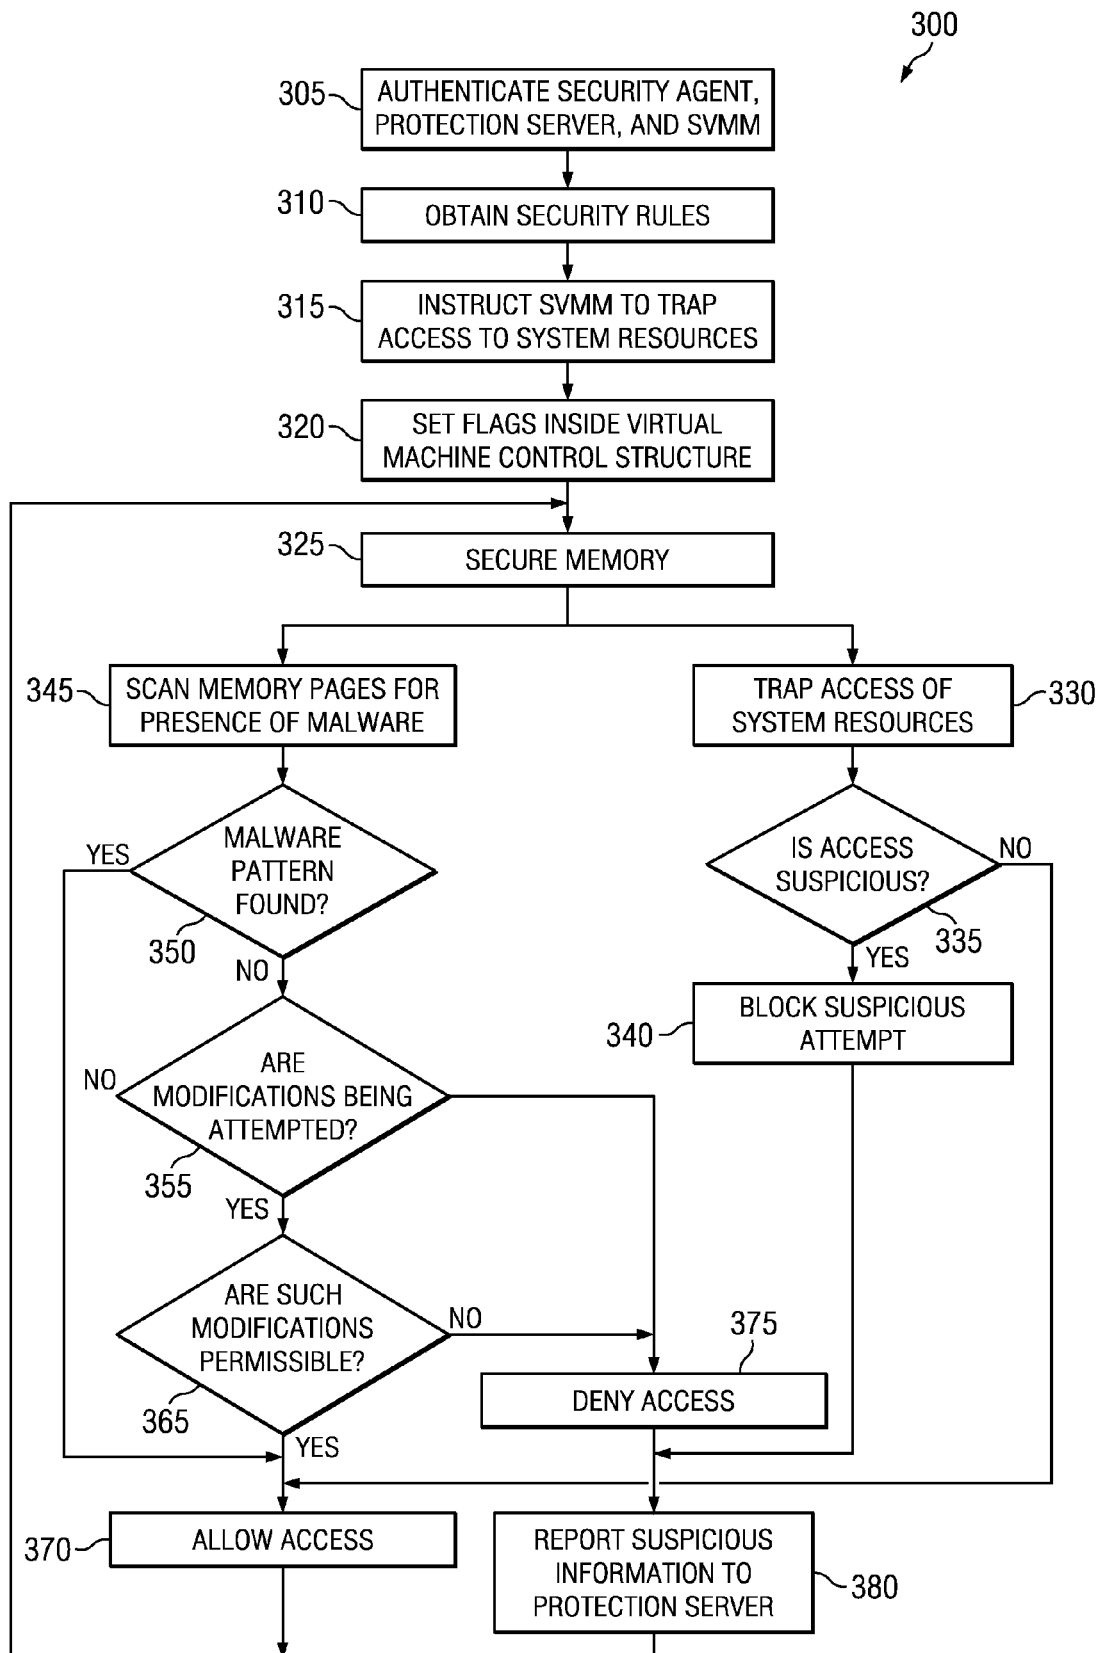 300
305
AUTHENTICATE SECURITY AGENT,
PROTECTION SERVER, AND SVMM
310
OBTAIN SECURITY RULES
315
INSTRUCT SVMM TO TRAP
ACCESS TO SYSTEM RESOURCES
320
SET FLAGS INSIDE VIRTUAL
MACHINE CONTROL STRUCTURE
325
SECURE MEMORY
345
SCAN MEMORY PAGES FOR
PRESENCE OF MALWARE
TRAP ACCESS OF
SYSTEM RESOURCES
330
YES
MALWARE
PATTERN
FOUND?
350
NO
IS ACCESS
SUSPICIOUS?
NO
335
YES
340
BLOCK SUSPICIOUS
ATTEMPT
NO
ARE
MODIFICATIONS BEING
ATTEMPTED?
355
YES
ARE SUCH
MODIFICATIONS
PERMISSIBLE?
NO
365
YES
375
DENY ACCESS
370
ALLOW ACCESS
REPORT SUSPICIOUS
INFORMATION TO
PROTECTION SERVER
380